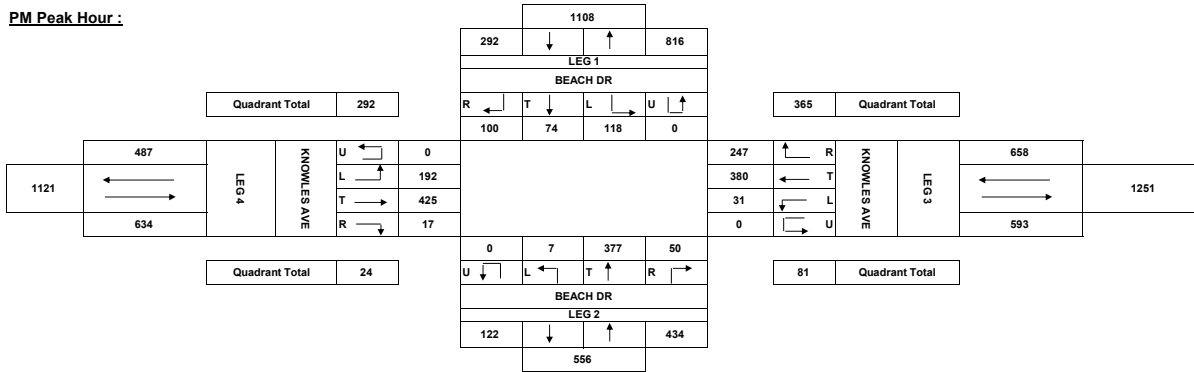 PM Peak Hour :
1108
292 816
LEG 1
BEACH DR
Quadrant Total 292
R T L U
365 Quadrant Total
100 74 118 0
487
U 0
247 R
658
1121
LEG 4
KNOWLES AVE
L 192
380 T
KNOWLES AVE
LEG 3
1251
T 425
31 L
634
R 17
0 U
593
0 7 377 50
Quadrant Total 24
U L T R
81 Quadrant Total
BEACH DR
LEG 2
122 434
556